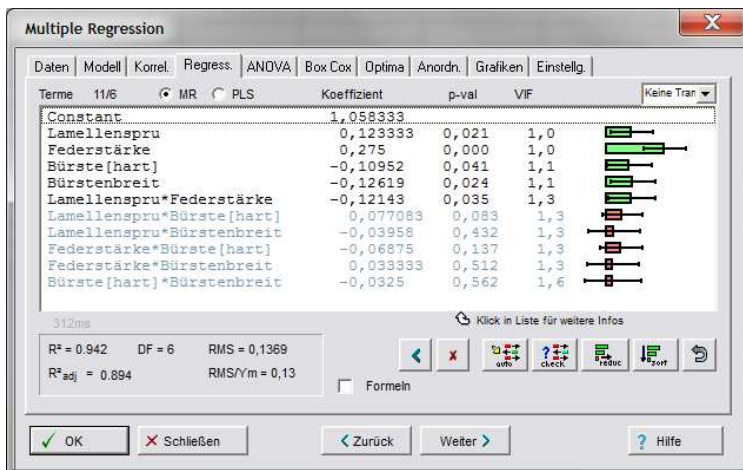 Multiple Regression
Daten Modell Korrel. Regress. ANOVA Box Cox Optima Anordn. Grafiken Einstellg.
Terme 11/6 MR PLS Koeffizient p-val VIF Keine Tran
Constant 1,058333
Lamellenspru 0,123333 0,021 1,0
Federstärke 0,275 0,000 1,0
Bürste[hart] -0,10952 0,041 1,1
Bürstenbreit -0,12619 0,024 1,1
Lamellenspru*Federstärke -0,12143 0,035 1,3
Lamellenspru*Bürste[hart] 0,077083 0,083 1,3
Lamellenspru*Bürstenbreit -0,03958 0,432 1,3
Federstärke*Bürste[hart] -0,06875 0,137 1,3
Federstärke*Bürstenbreit 0,033333 0,512 1,3
Bürste[hart]*Bürstenbreit -0,0325 0,562 1,6
312ms Klick in Liste für weitere Infos
R² = 0.942 DF = 6 RMS = 0,1369
R²adj = 0.894 RMS/Ym = 0,13
auto ? check reduc sort
Formeln
OK Schließen Zurück Weiter ? Hilfe